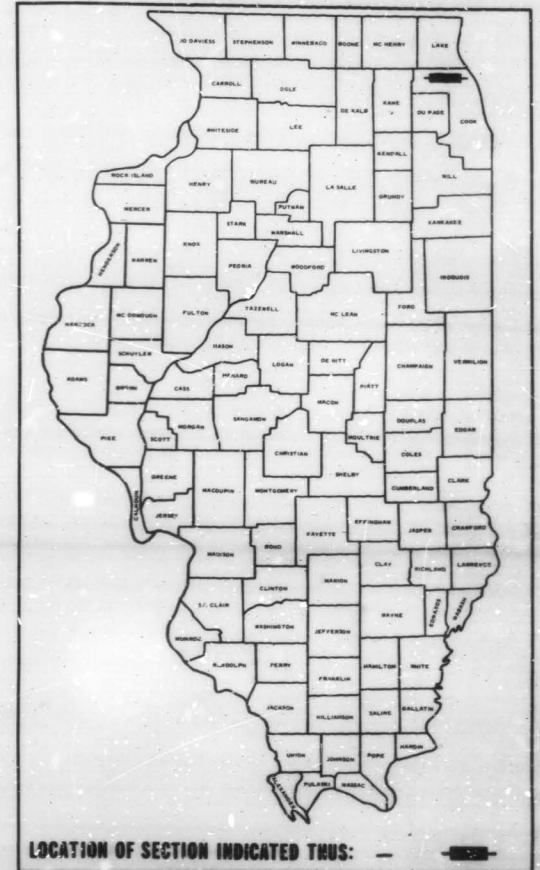 JO DAVIESS STEPHENSON WINNEBAGO BOONE MC HENRY LAKE
CARROLL OGLE DE KALB KANE DU PAGE COOK
WHITESIDE LEE KENDALL
ROCK ISLAND HENRY BUREAU LA SALLE GRUNDY WILL
MERCER PUTNAM KANKAKEE
HENDERSON WARREN KNOX STARK MARSHALL LIVINGSTON
PEORIA WOODFORD IROQUOIS
HANCOCK MC DONOUGH FULTON TAZEWELL MC LEAN FORD
SCHUYLER MASON LOGAN DE WITT CHAMPAIGN VERMILION
ADAMS BROWN CASS MENARD MACON PIATT
PIKE SCOTT MORGAN SANGAMON CHRISTIAN MOULTRIE DOUGLAS EDGAR
COLES
GREENE MACOUPIN MONTGOMERY SHELBY CUMBERLAND CLARK
CALHOUN JERSEY FAYETTE EFFINGHAM JASPER CRAWFORD
MADISON BOND
CLINTON MARION CLAY RICHLAND LAWRENCE
ST. CLAIR WASHINGTON JEFFERSON WAYNE EDWARDS WABASH
MONROE
RANDOLPH PERRY FRANKLIN HAMILTON WHITE
JACKSON WILLIAMSON SALINE GALLATIN
UNION JOHNSON POPE HARDIN
ALEXANDER PULASKI MASSAC
LOCATION OF SECTION INDICATED THUS: —